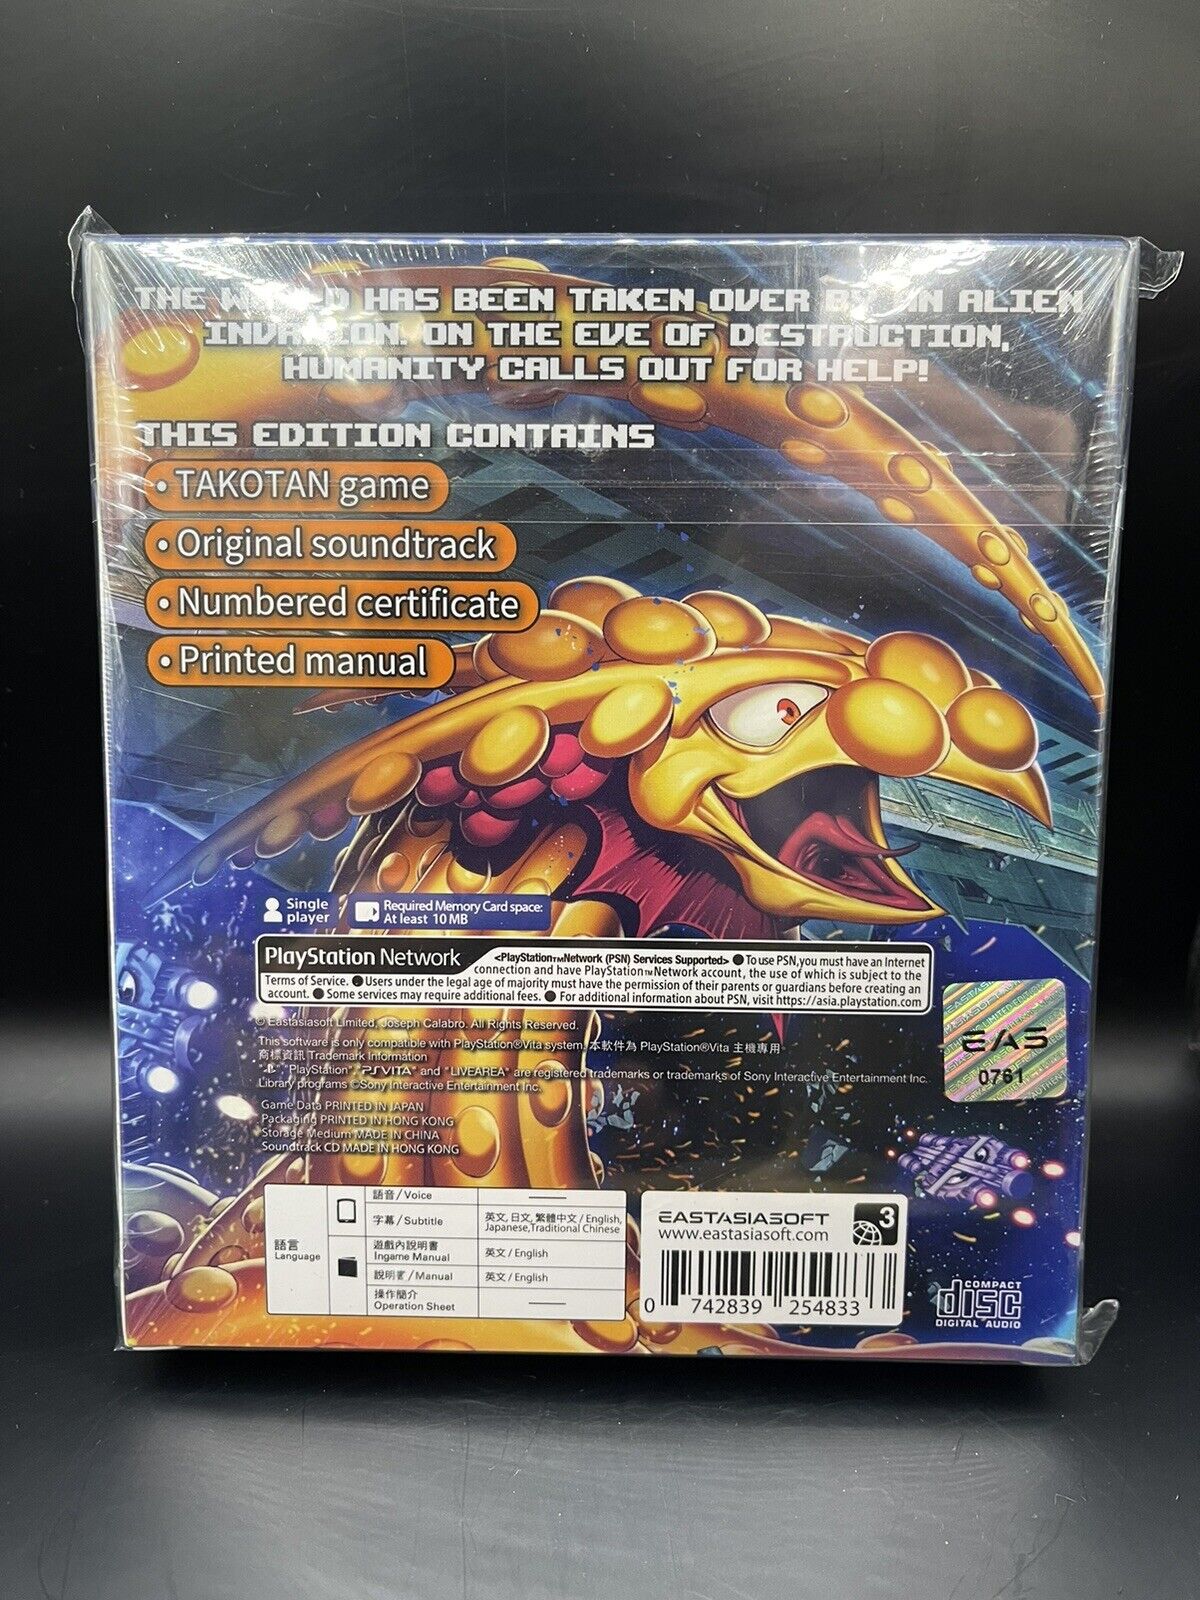 THE WORLD HAS BEEN TAKEN OVER BY AN ALIEN
INVASION. ON THE EVE OF DESTRUCTION,
HUMANITY CALLS OUT FOR HELP!
THIS EDITION CONTAINS
• TAKOTAN game
• Original soundtrack
• Numbered certificate
• Printed manual
Single
player
Required Memory Card space:
At least 10 MB
PlayStation Network
<PlayStation™Network (PSN) Services Supported> ● To use PSN, you must have an Internet
connection and have PlayStation™Network account, the use of which is subject to the
Terms of Service. ● Users under the legal age of majority must have the permission of their parents or guardians before creating an
account. ● Some services may require additional fees. ● For additional information about PSN, visit https://asia.playstation.com
© Eastasiasoft Limited, Joseph Calabro. All Rights Reserved.
This software is only compatible with PlayStation®Vita system. 本軟件為 PlayStation®Vita 主機專用
商標資訊 Trademark Information
"PlayStation", "PSVITA" and "LIVEAREA" are registered trademarks or trademarks of Sony Interactive Entertainment Inc.
Library programs ©Sony Interactive Entertainment Inc.
Game Data PRINTED IN JAPAN
Packaging PRINTED IN HONG KONG
Storage Medium MADE IN CHINA
Soundtrack CD MADE IN HONG KONG
EAS
0761
語言
Language
語音 / Voice
字幕 / Subtitle
英文, 日文, 繁體中文 / English,
Japanese,Traditional Chinese
遊戲內說明書
Ingame Manual
英文 / English
說明書 / Manual
英文 / English
操作簡介
Operation Sheet
EASTASIASOFT
www.eastasiasoft.com
3
0 742839 254833
COMPACT
disc
DIGITAL AUDIO